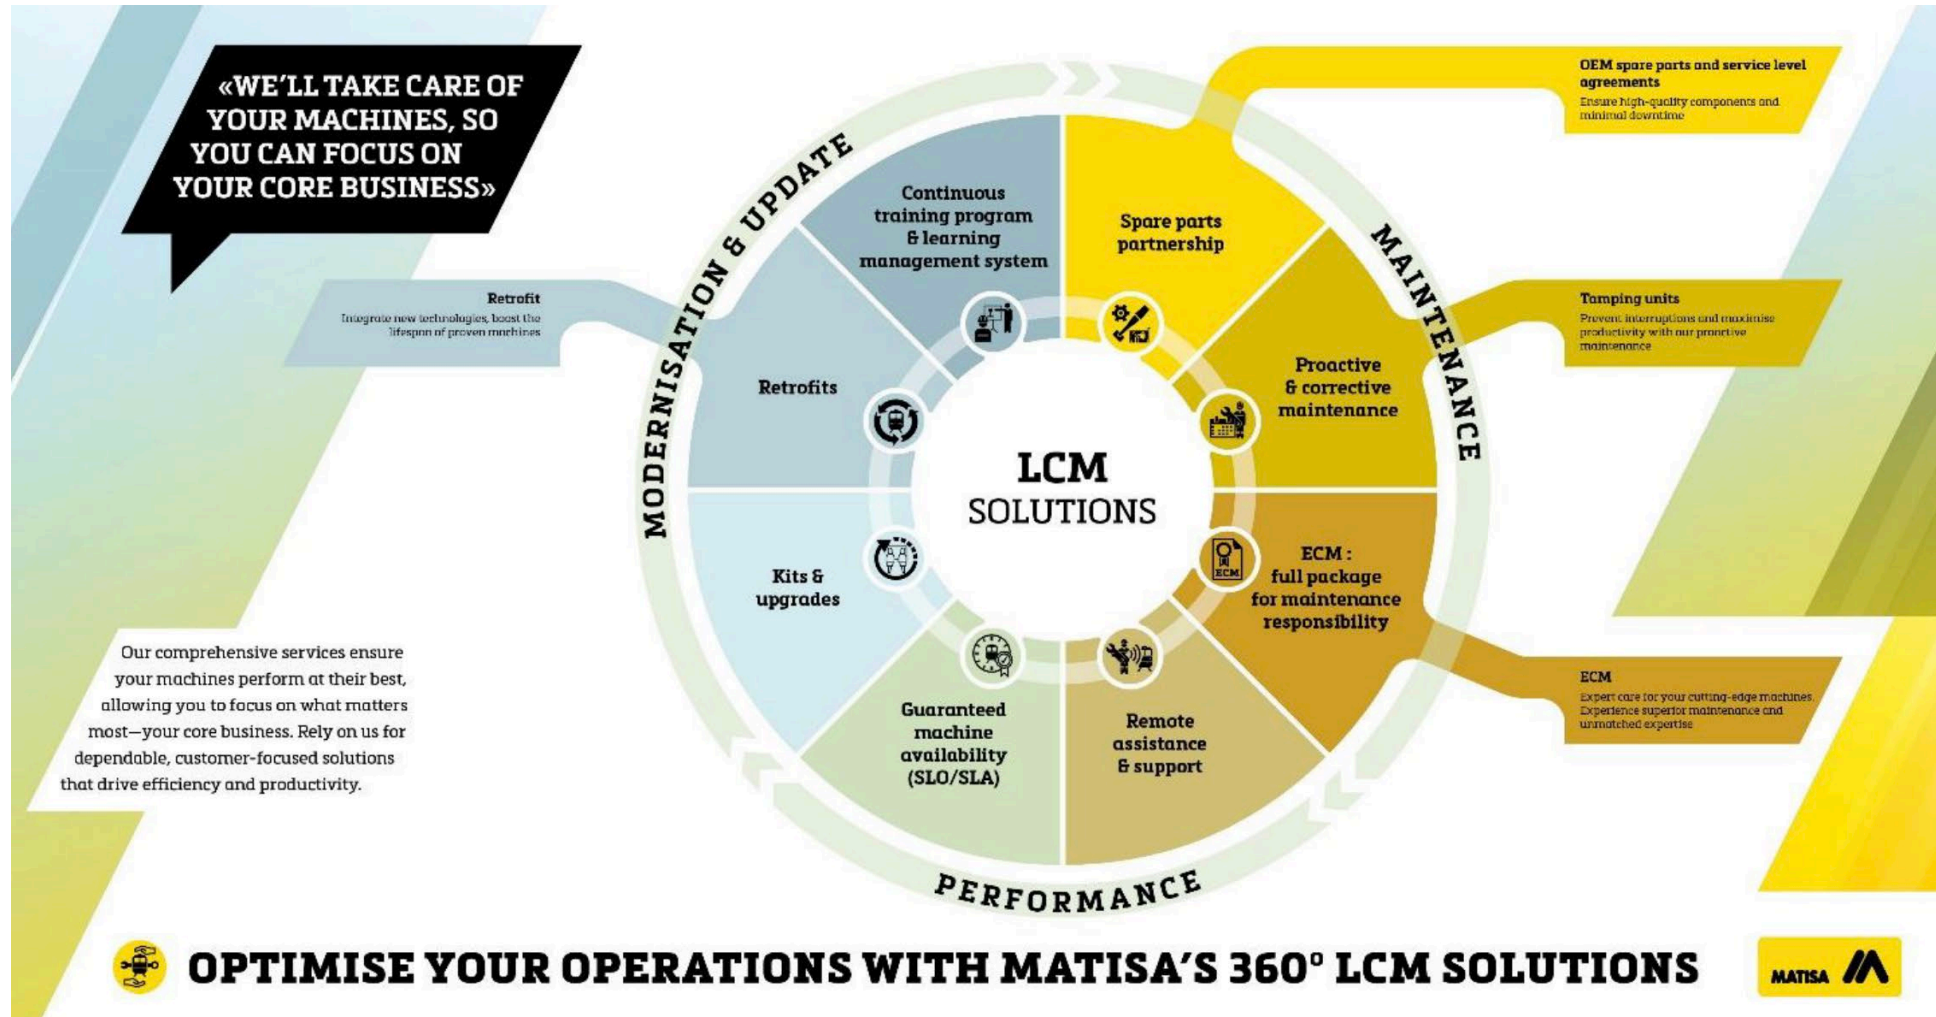 «WE'LL TAKE CARE OF
YOUR MACHINES, SO
YOU CAN FOCUS ON
YOUR CORE BUSINESS»
OEM spare parts and service level
agreements
Ensure high-quality components and
minimal downtime
MODERNISATION & UPDATE
MAINTENANCE
Continuous
training program
& learning
management system
Spare parts
partnership
Retrofit
Integrate new technologies, boost the
lifespan of proven machines
Tamping units
Prevent interruptions and maximise
productivity with our proactive
maintenance
Retrofits
Proactive
& corrective
maintenance
LCM
SOLUTIONS
Kits &
upgrades
ECM
ECM :
full package
for maintenance
responsibility
Our comprehensive services ensure
your machines perform at their best,
allowing you to focus on what matters
most—your core business. Rely on us for
dependable, customer-focused solutions
that drive efficiency and productivity.
Guaranteed
machine
availability
(SLO/SLA)
Remote
assistance
& support
ECM
Expert care for your cutting-edge machines.
Experience superior maintenance and
unmatched expertise
PERFORMANCE
OPTIMISE YOUR OPERATIONS WITH MATISA'S 360° LCM SOLUTIONS
MATISA